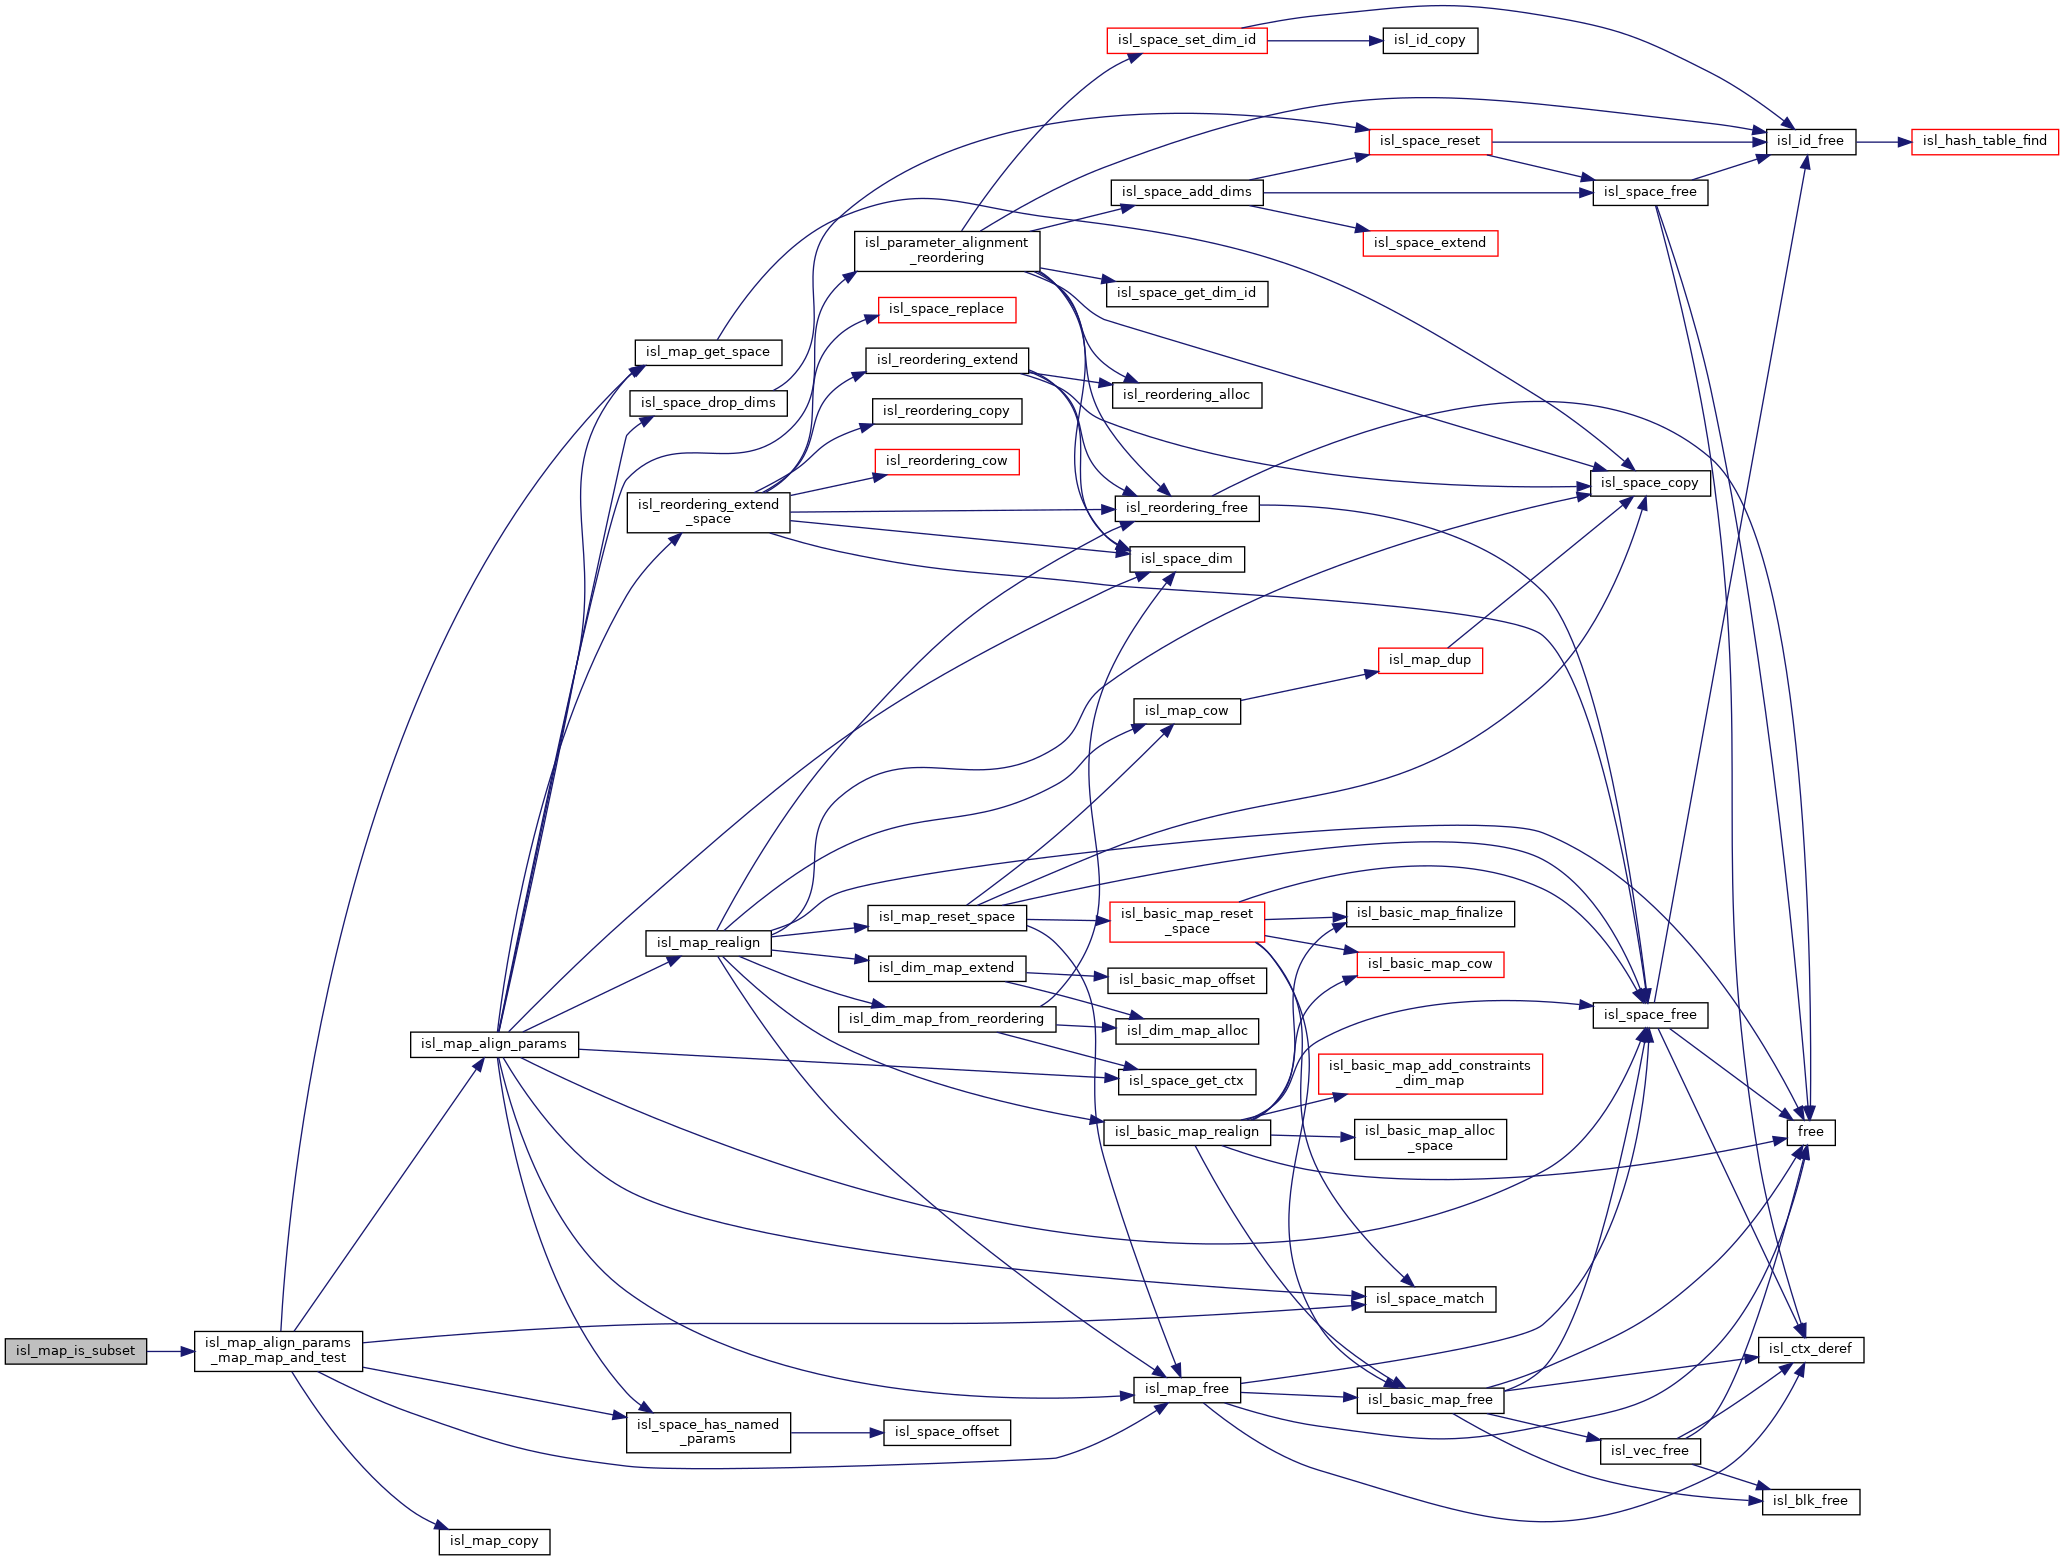 isl_map_is_subset
isl_map_align_params
_map_map_and_test
isl_map_align_params
isl_map_copy
isl_map_get_space
isl_space_drop_dims
isl_reordering_extend
_space
isl_map_realign
isl_space_has_named
_params
isl_parameter_alignment
_reordering
isl_space_replace
isl_reordering_extend
isl_reordering_copy
isl_reordering_cow
isl_map_reset_space
isl_dim_map_extend
isl_dim_map_from_reordering
isl_space_offset
isl_space_set_dim_id
isl_space_add_dims
isl_space_get_dim_id
isl_reordering_alloc
isl_reordering_free
isl_space_dim
isl_map_cow
isl_basic_map_reset
_space
isl_basic_map_offset
isl_dim_map_alloc
isl_space_get_ctx
isl_basic_map_realign
isl_map_free
isl_id_copy
isl_space_reset
isl_space_extend
isl_map_dup
isl_basic_map_finalize
isl_basic_map_cow
isl_basic_map_add_constraints
_dim_map
isl_basic_map_alloc
_space
isl_space_match
isl_basic_map_free
isl_space_free
isl_space_copy
isl_space_free
isl_vec_free
isl_id_free
free
isl_ctx_deref
isl_blk_free
isl_hash_table_find